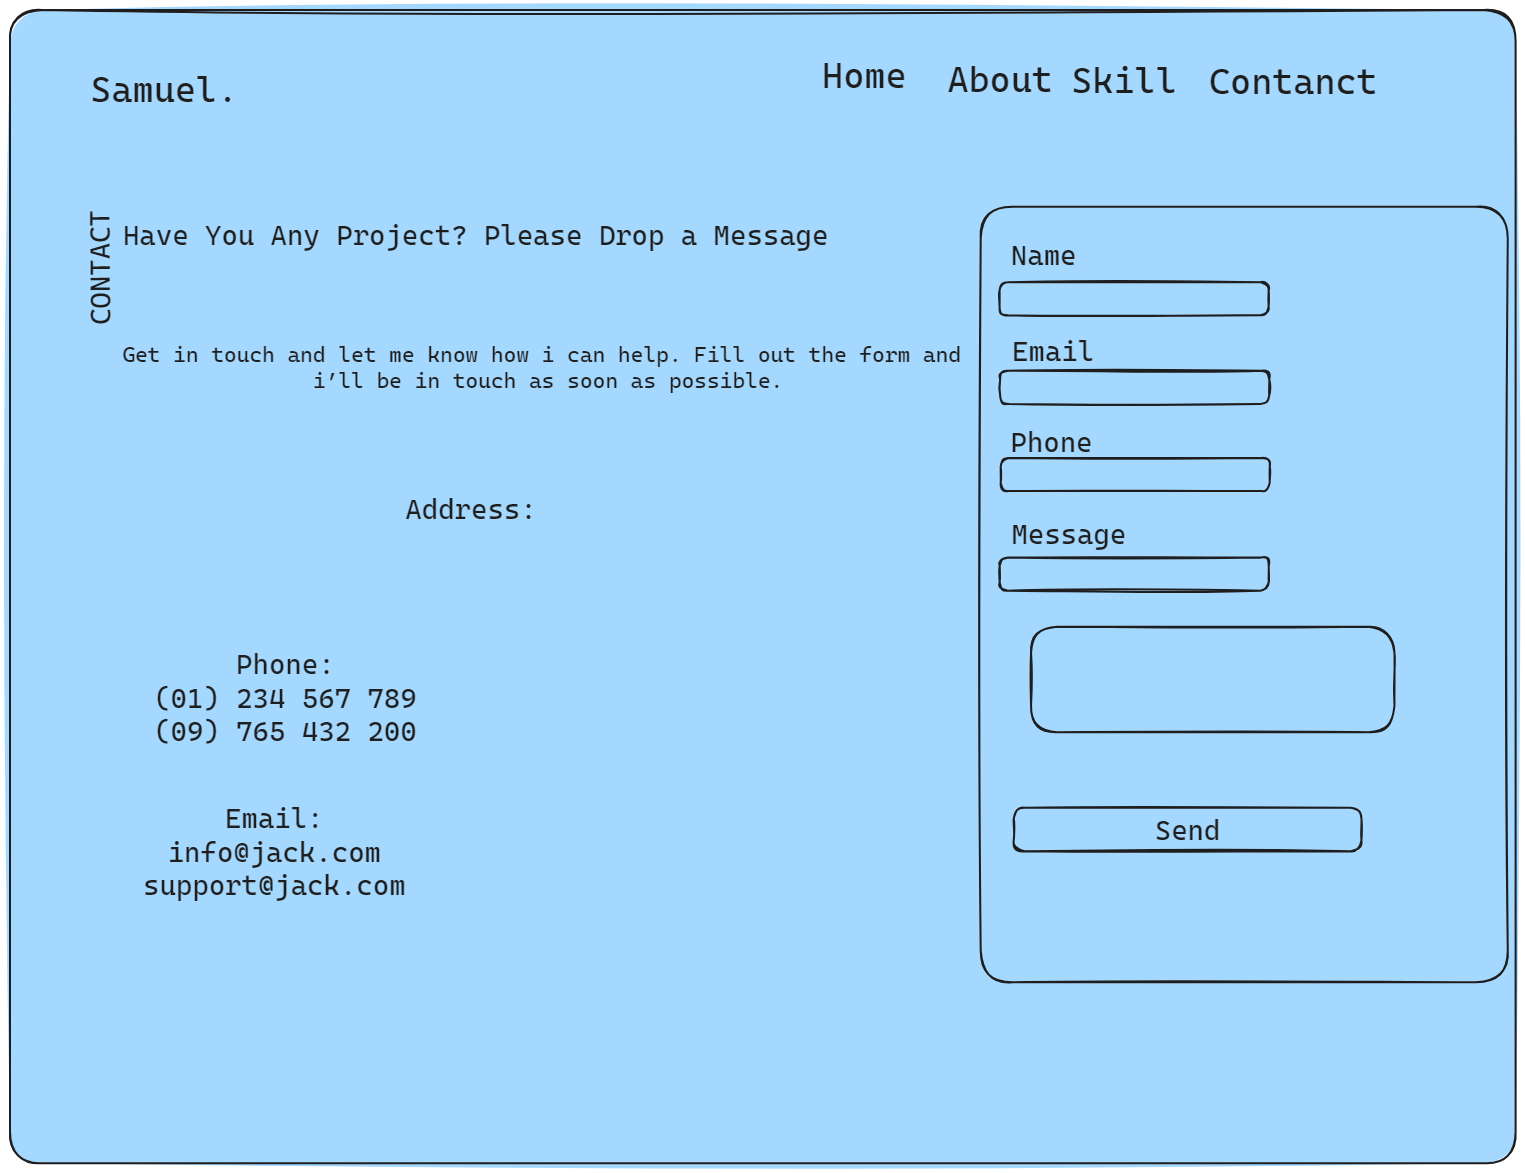 Samuel.
Home About Skill Contanct
CONTACT
Have You Any Project? Please Drop a Message
Get in touch and let me know how i can help. Fill out the form and
i’ll be in touch as soon as possible.
Address:
Phone:
(01) 234 567 789
(09) 765 432 200
Email:
info@jack.com
support@jack.com
Name
Email
Phone
Message
Send